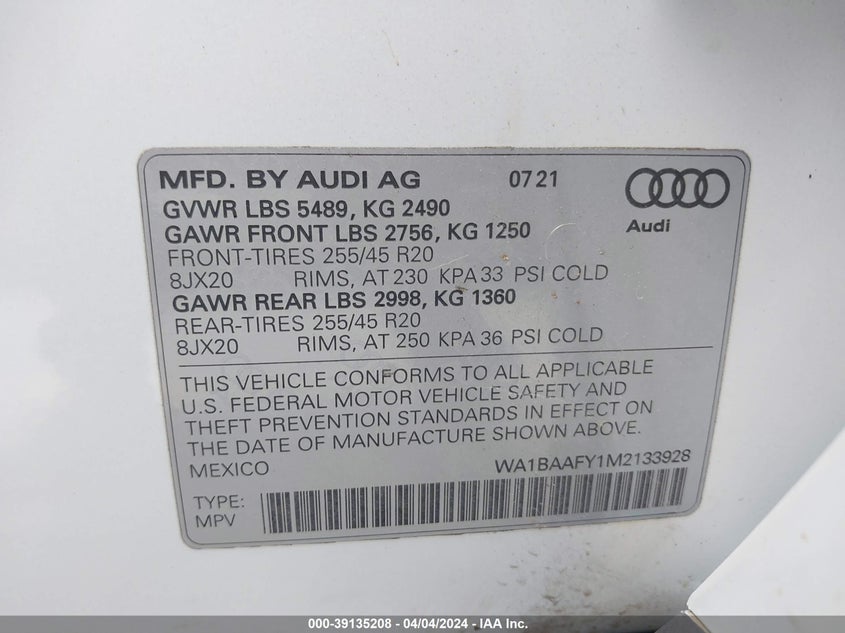 MFD. BY AUDI AG 07 21
Audi
GVWR LBS 5489, KG 2490
GAWR FRONT LBS 2756, KG 1250
FRONT-TIRES 255/45 R20
8JX20 RIMS, AT 230 KPA 33 PSI COLD
GAWR REAR LBS 2998, KG 1360
REAR-TIRES 255/45 R20
8JX20 RIMS, AT 250 KPA 36 PSI COLD
THIS VEHICLE CONFORMS TO ALL APPLICABLE
U.S. FEDERAL MOTOR VEHICLE SAFETY AND
THEFT PREVENTION STANDARDS IN EFFECT ON
THE DATE OF MANUFACTURE SHOWN ABOVE.
MEXICO WA1BAAFY1M2133928
TYPE:
MPV
000-39135208 - 04/04/2024 - IAA Inc.